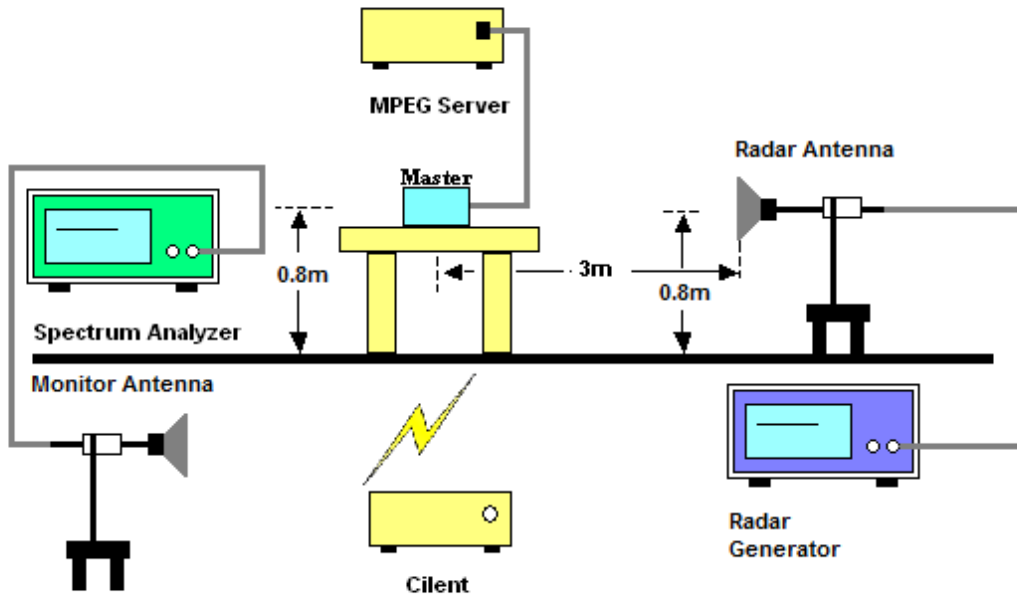 MPEG Server
Radar Antenna
Master
3m
0.8m
0.8m
Spectrum Analyzer
Monitor Antenna
Radar
Generator
Cilent